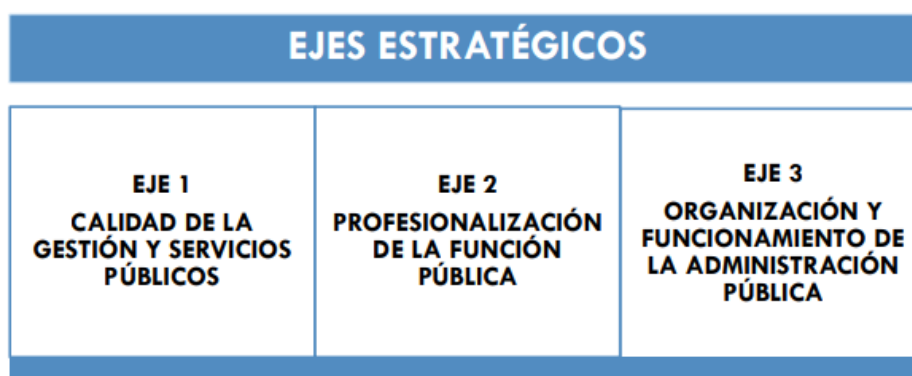 EJES ESTRATÉGICOS
EJE 1
CALIDAD DE LA
GESTIÓN Y SERVICIOS
PÚBLICOS
EJE 2
PROFESIONALIZACIÓN
DE LA FUNCIÓN
PÚBLICA
EJE 3
ORGANIZACIÓN Y
FUNCIONAMIENTO DE
LA ADMINISTRACIÓN
PÚBLICA